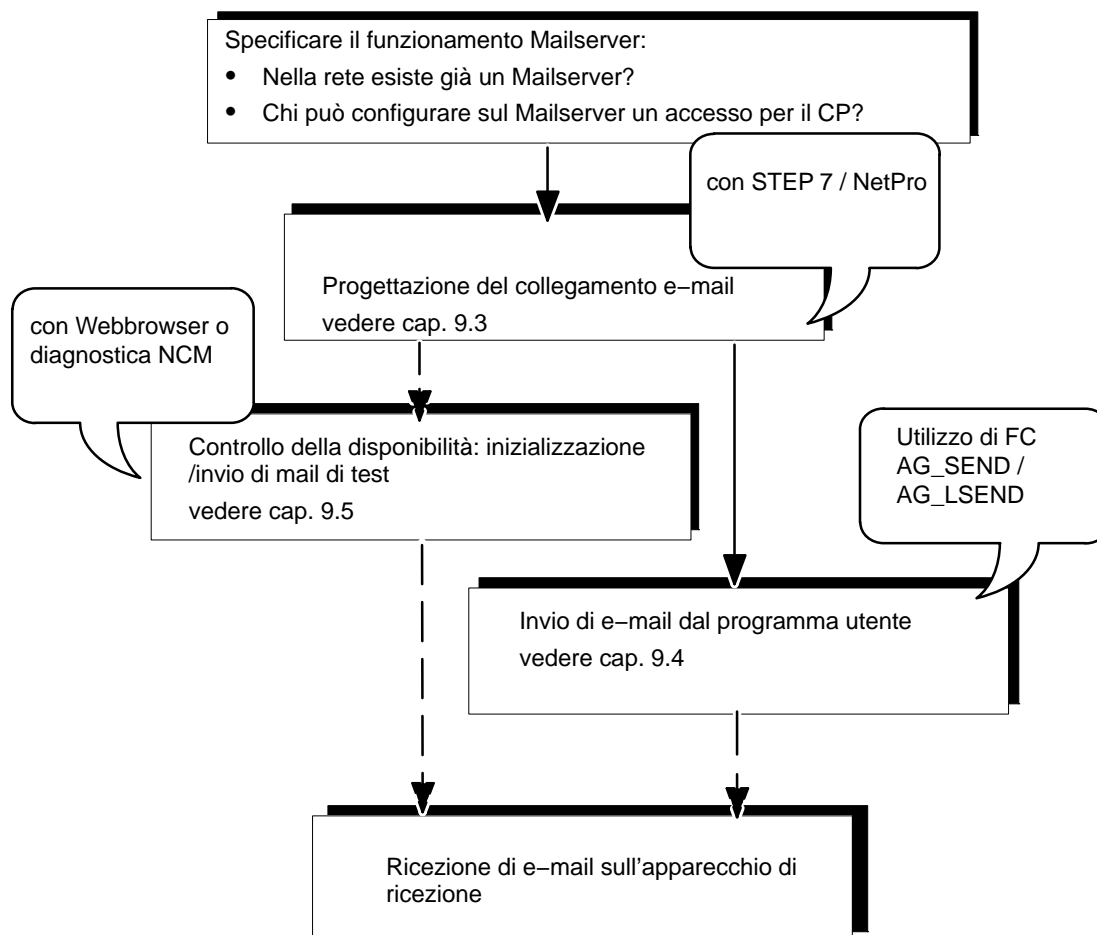 Specificare il funzionamento Mailserver:
• Nella rete esiste già un Mailserver?
• Chi può configurare sul Mailserver un accesso per il CP?
con STEP 7 / NetPro
Progettazione del collegamento e−mail
vedere cap. 9.3
con Webbrowser o
diagnostica NCM
Controllo della disponibilità: inizializzazione
/invio di mail di test
vedere cap. 9.5
Utilizzo di FC
AG_SEND /
AG_LSEND
Invio di e−mail dal programma utente
vedere cap. 9.4
Ricezione di e−mail sull'apparecchio di
ricezione